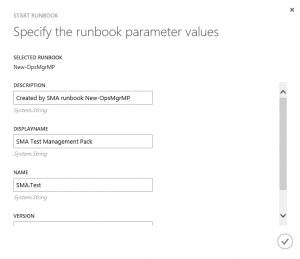 START RUNBOOK
Specify the runbook parameter values
SELECTED RUNBOOK
New-OpsMgrMP
DESCRIPTION
Created by SMA runbook New-OpsMgrMP
System.String
DISPLAYNAME
SMA Test Management Pack
System.String
NAME
SMA.Test
System.String
VERSION